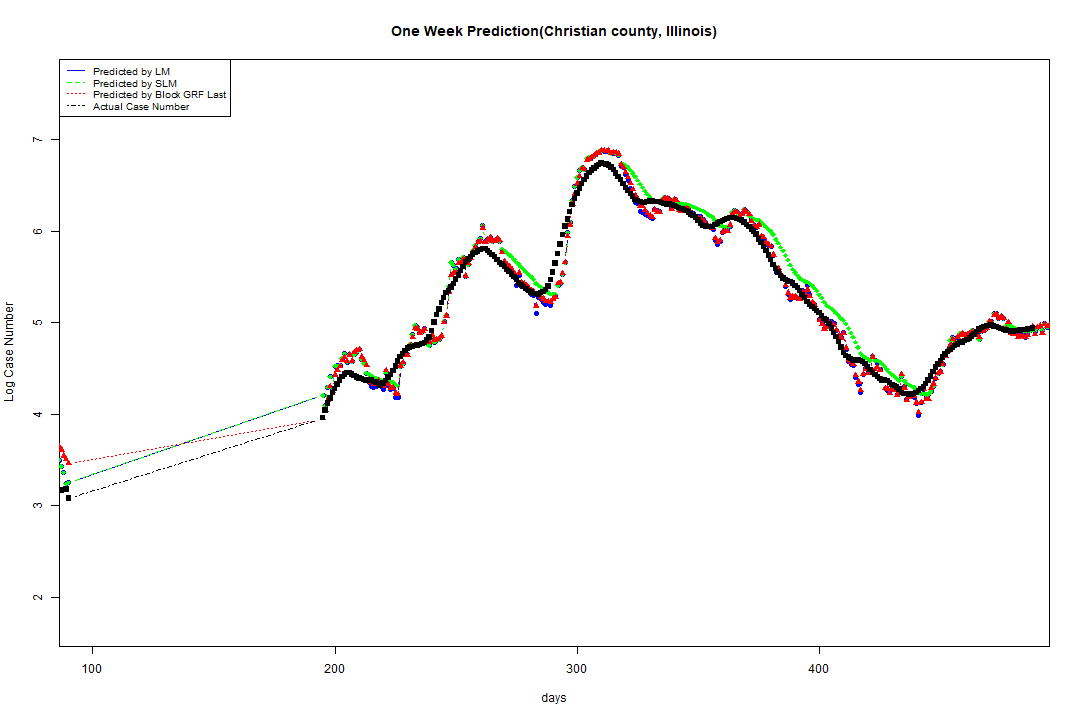 One Week Prediction(Christian county, Illinois)
Predicted by LM
Predicted by SLM
Predicted by Block GRF Last
Actual Case Number
7
6
5
4
3
2
Log Case Number
100 200 300 400
days